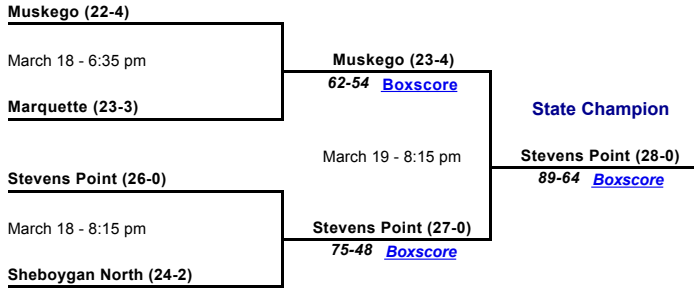 Muskego (22-4)
March 18 - 6:35 pm
Marquette (23-3)
Stevens Point (26-0)
March 18 - 8:15 pm
Sheboygan North (24-2)
Muskego (23-4)
62-54 Boxscore
March 19 - 8:15 pm
Stevens Point (27-0)
75-48 Boxscore
State Champion
Stevens Point (28-0)
89-64 Boxscore